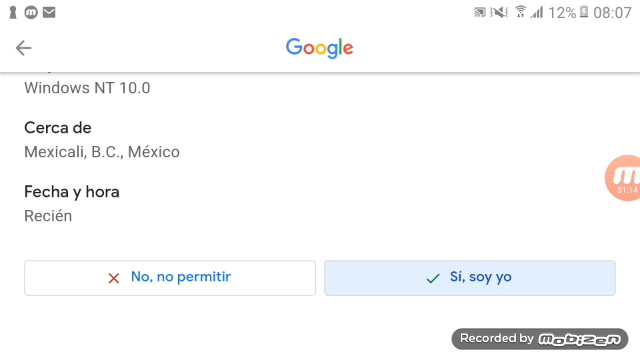 12% 08:07
Google
Windows NT 10.0
Cerca de
Mexicali, B.C., México
Fecha y hora
Recién
31:14
No, no permitir
Sí, soy yo
Recorded by mobizen